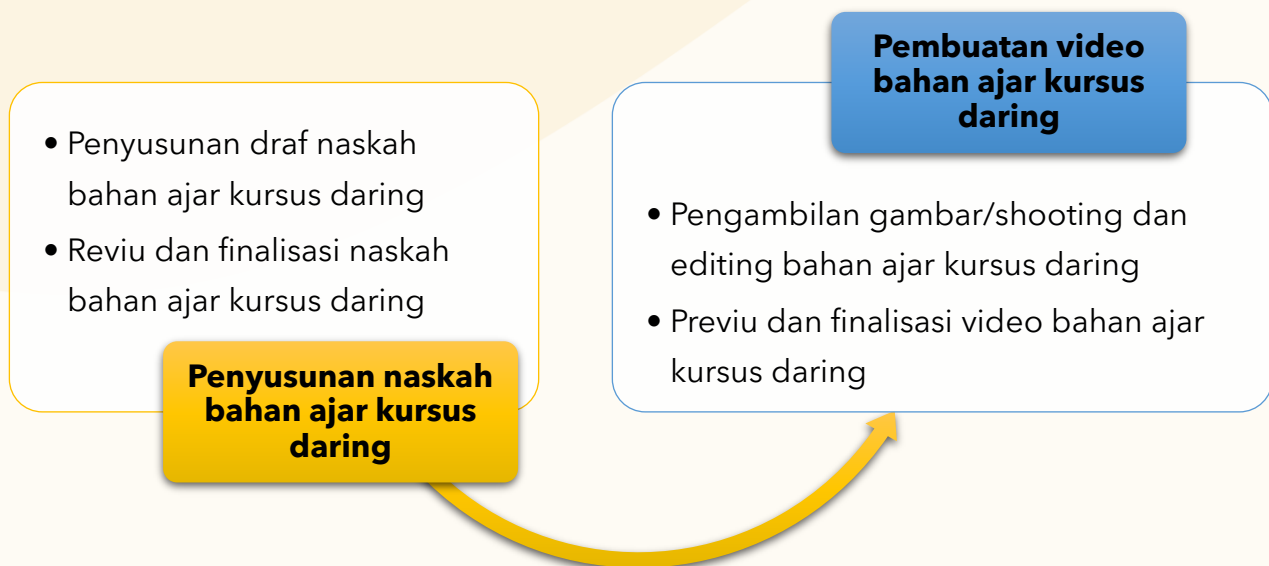 • Penyusunan draf naskah
bahan ajar kursus daring
• Reviu dan finalisasi naskah
bahan ajar kursus daring
Penyusunan naskah
bahan ajar kursus
daring
Pembuatan video
bahan ajar kursus
daring
• Pengambilan gambar/shooting dan
editing bahan ajar kursus daring
• Previu dan finalisasi video bahan ajar
kursus daring